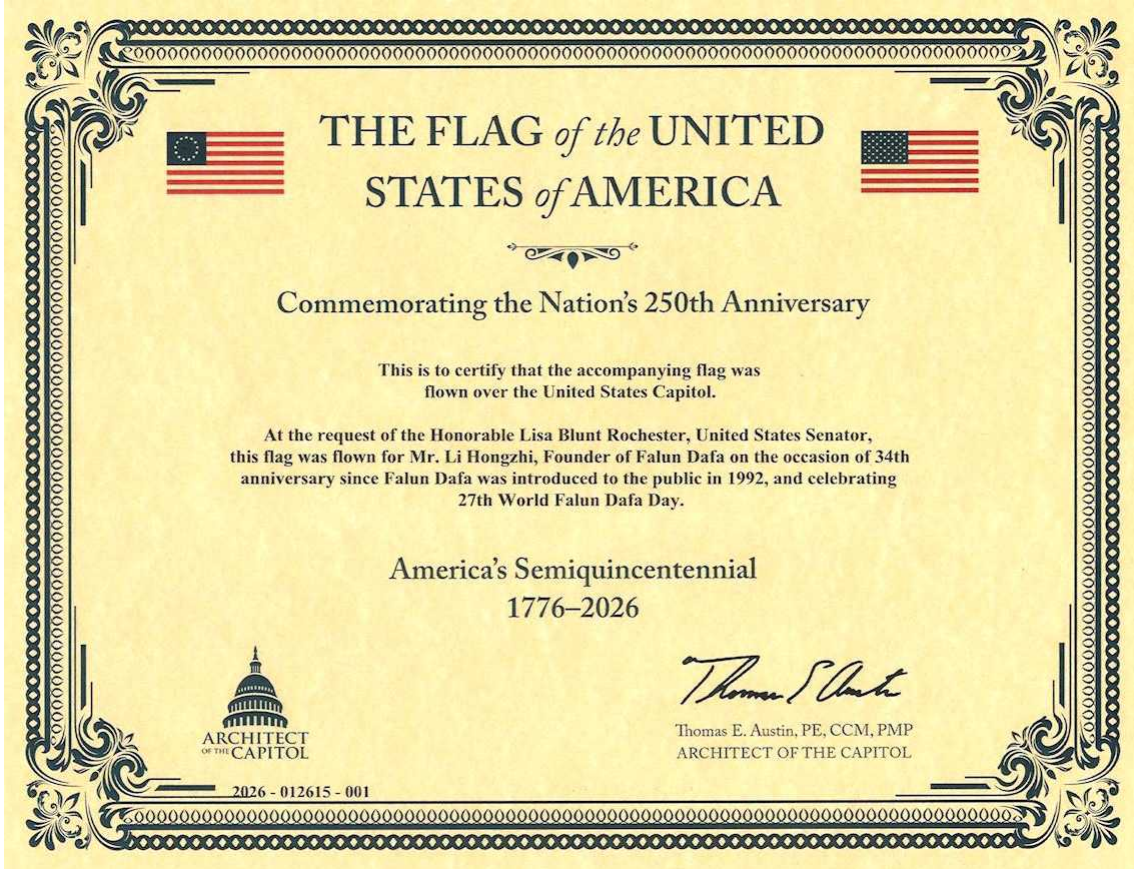 THE FLAG of the UNITED
STATES of AMERICA
Commemorating the Nation's 250th Anniversary
This is to certify that the accompanying flag was
flown over the United States Capitol.
At the request of the Honorable Lisa Blunt Rochester, United States Senator,
this flag was flown for Mr. Li Hongzhi, Founder of Falun Dafa on the occasion of 34th
anniversary since Falun Dafa was introduced to the public in 1992, and celebrating
27th World Falun Dafa Day.
America's Semiquincentennial
1776–2026
ARCHITECT
OF THE CAPITOL
Thomas E. Austin
Thomas E. Austin, PE, CCM, PMP
ARCHITECT OF THE CAPITOL
2026 - 012615 - 001